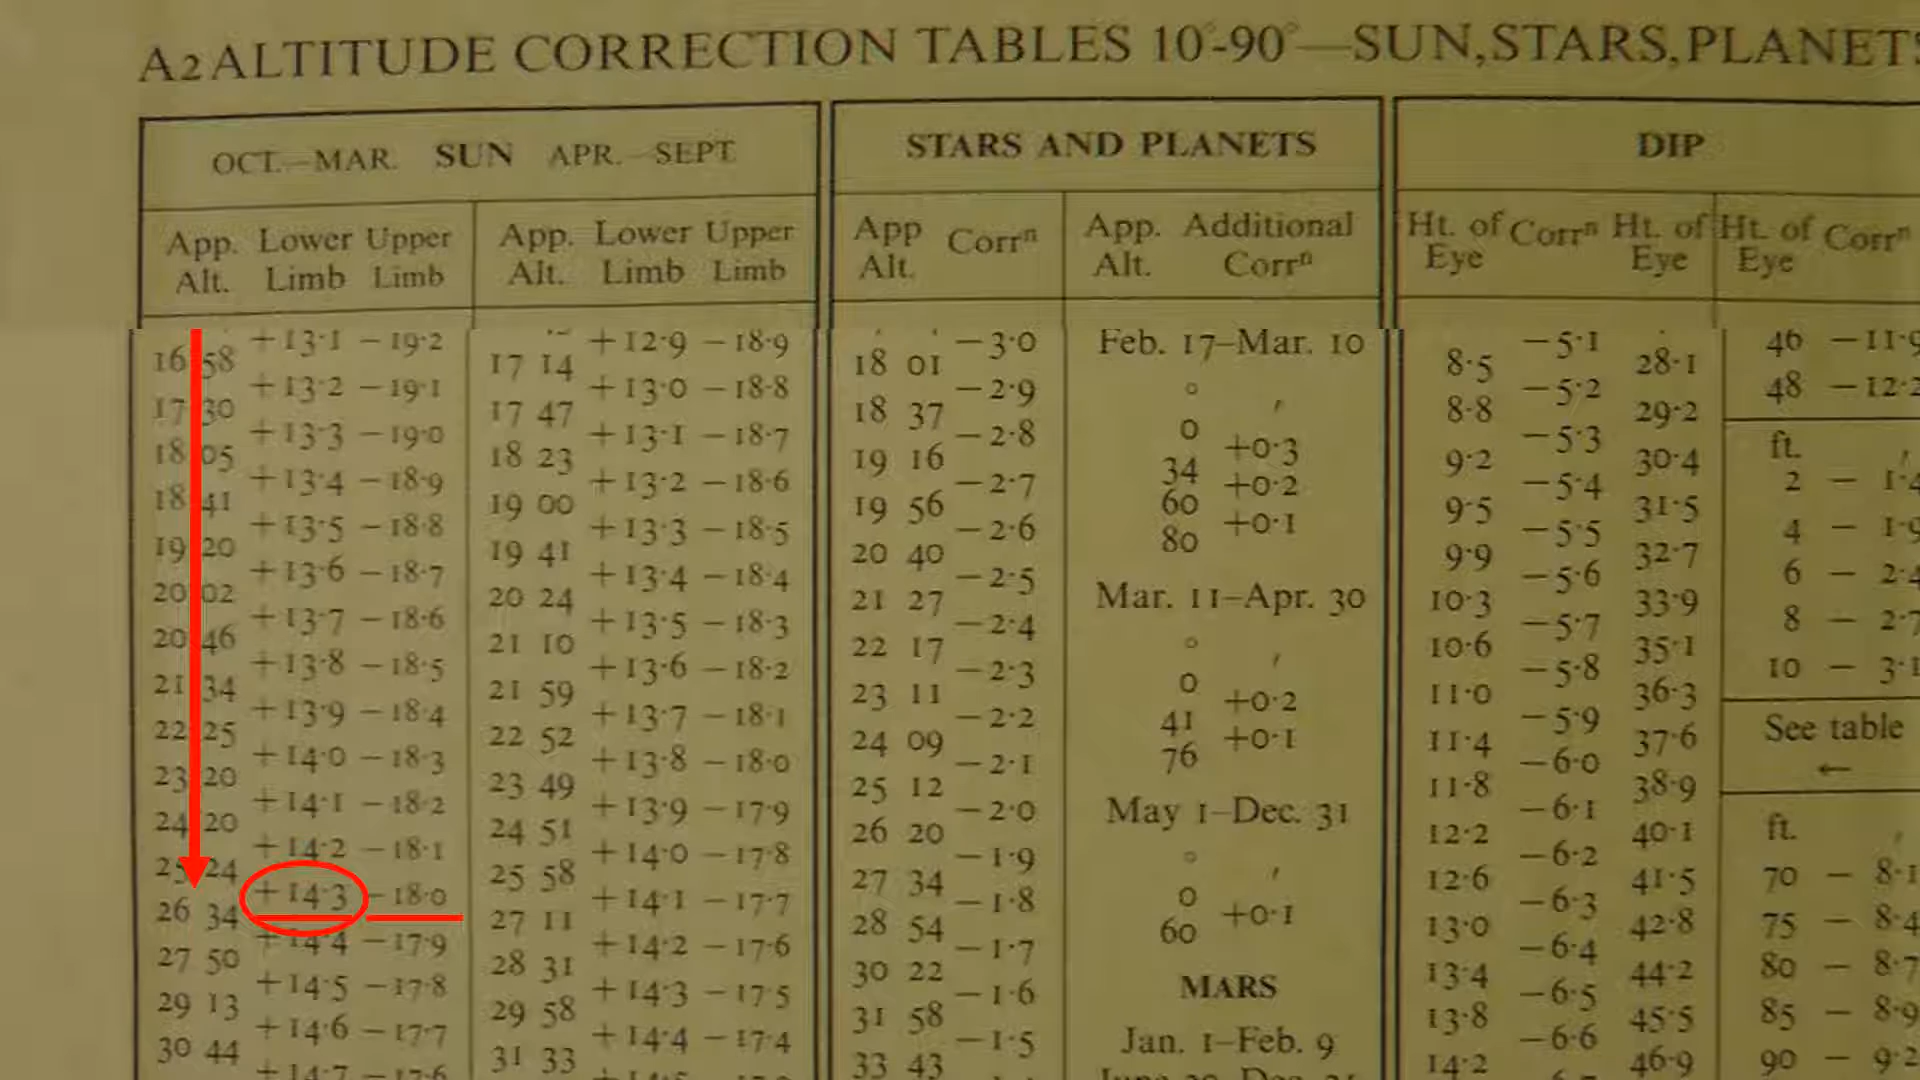 A2 ALTITUDE CORRECTION TABLES 10°-90°—SUN, STARS, PLANETS
OCT.—MAR. SUN APR.—SEPT.
App. Alt. Lower Limb Upper Limb App. Alt. Lower Limb Upper Limb
+13·1 −19·2 +12·9 −18·9
16 58 17 14
+13·2 −19·1 +13·0 −18·8
17 30 17 47
+13·3 −19·0 +13·1 −18·7
18 05 18 23
+13·4 −18·9 +13·2 −18·6
18 41 19 00
+13·5 −18·8 +13·3 −18·5
19 20 19 41
+13·6 −18·7 +13·4 −18·4
20 02 20 24
+13·7 −18·6 +13·5 −18·3
20 46 21 10
+13·8 −18·5 +13·6 −18·2
21 34 21 59
+13·9 −18·4 +13·7 −18·1
22 25 22 52
+14·0 −18·3 +13·8 −18·0
23 20 23 49
+14·1 −18·2 +13·9 −17·9
24 20 24 51
+14·2 −18·1 +14·0 −17·8
25 24 25 58
+14·3 −18·0 +14·1 −17·7
26 34 27 11
+14·4 −17·9 +14·2 −17·6
27 50 28 31
+14·5 −17·8 +14·3 −17·5
29 13 29 58
+14·6 −17·7 +14·4 −17·4
30 44 31 33
+14·7 −17·6
STARS AND PLANETS
App Alt. Corrⁿ
−3·0
18 01
−2·9
18 37
−2·8
19 16
−2·7
19 56
−2·6
20 40
−2·5
21 27
−2·4
22 17
−2·3
23 11
−2·2
24 09
−2·1
25 12
−2·0
26 20
−1·9
27 34
−1·8
28 54
−1·7
30 22
−1·6
31 58
−1·5
33 43
App. Alt. Additional Corrⁿ
Feb. 17–Mar. 10
° ′
0
+0·3
34
+0·2
60
+0·1
80
Mar. 11–Apr. 30
° ′
0
+0·2
41
+0·1
76
May 1–Dec. 31
° ′
0
+0·1
60
MARS
Jan. 1–Feb. 9
DIP
Ht. of Eye Corrⁿ Ht. of Eye
−5·1
8·5 28·1
−5·2
8·8 29·2
−5·3
9·2 30·4
−5·4
9·5 31·5
−5·5
9·9 32·7
−5·6
10·3 33·9
−5·7
10·6 35·1
−5·8
11·0 36·3
−5·9
11·4 37·6
−6·0
11·8 38·9
−6·1
12·2 40·1
−6·2
12·6 41·5
−6·3
13·0 42·8
−6·4
13·4 44·2
−6·5
13·8 45·5
−6·6
14·2 46·9
Ht. of Eye Corrⁿ
46 −11·9
48 −12·2
ft. ′
2 − 1·4
4 − 1·9
6 − 2·4
8 − 2·7
10 − 3·1
See table
←
ft. ′
70 − 8·1
75 − 8·4
80 − 8·7
85 − 8·9
90 − 9·2